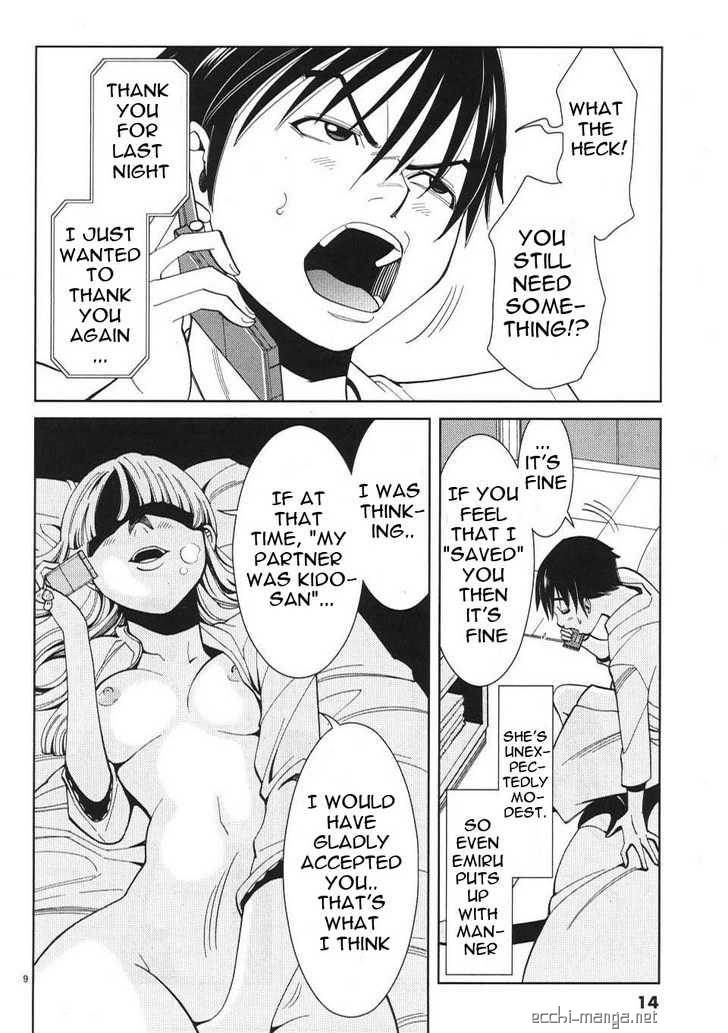 WHAT
THE
HECK!
YOU
STILL
NEED
SOME-
THING!?
THANK
YOU
FOR
LAST
NIGHT
I JUST
WANTED
TO
THANK
YOU
AGAIN
...
...
IT'S
FINE
IF YOU
FEEL
THAT I
"SAVED"
YOU
THEN
IT'S
FINE
SHE'S
UNEXP-
ECTEDLY
MO-
DEST.
SO
EVEN
EMIRU
PUTS
UP
WITH
MAN-
NER
I WAS
THINK-
ING..
IF AT
THAT
TIME, "MY
PARTNER
WAS KIDO-
SAN"...
I WOULD
HAVE
GLADLY
ACCEPTED
YOU..
THAT'S
WHAT
I THINK
9
14
ecchi-manga.net